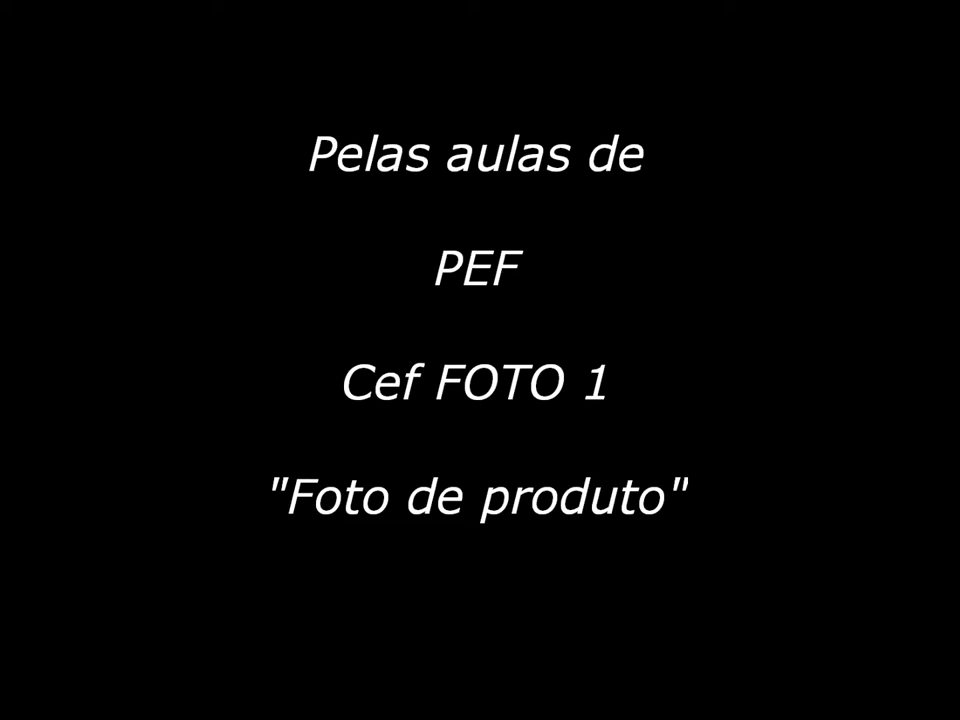 Pelas aulas de
PEF
Cef FOTO 1
"Foto de produto"